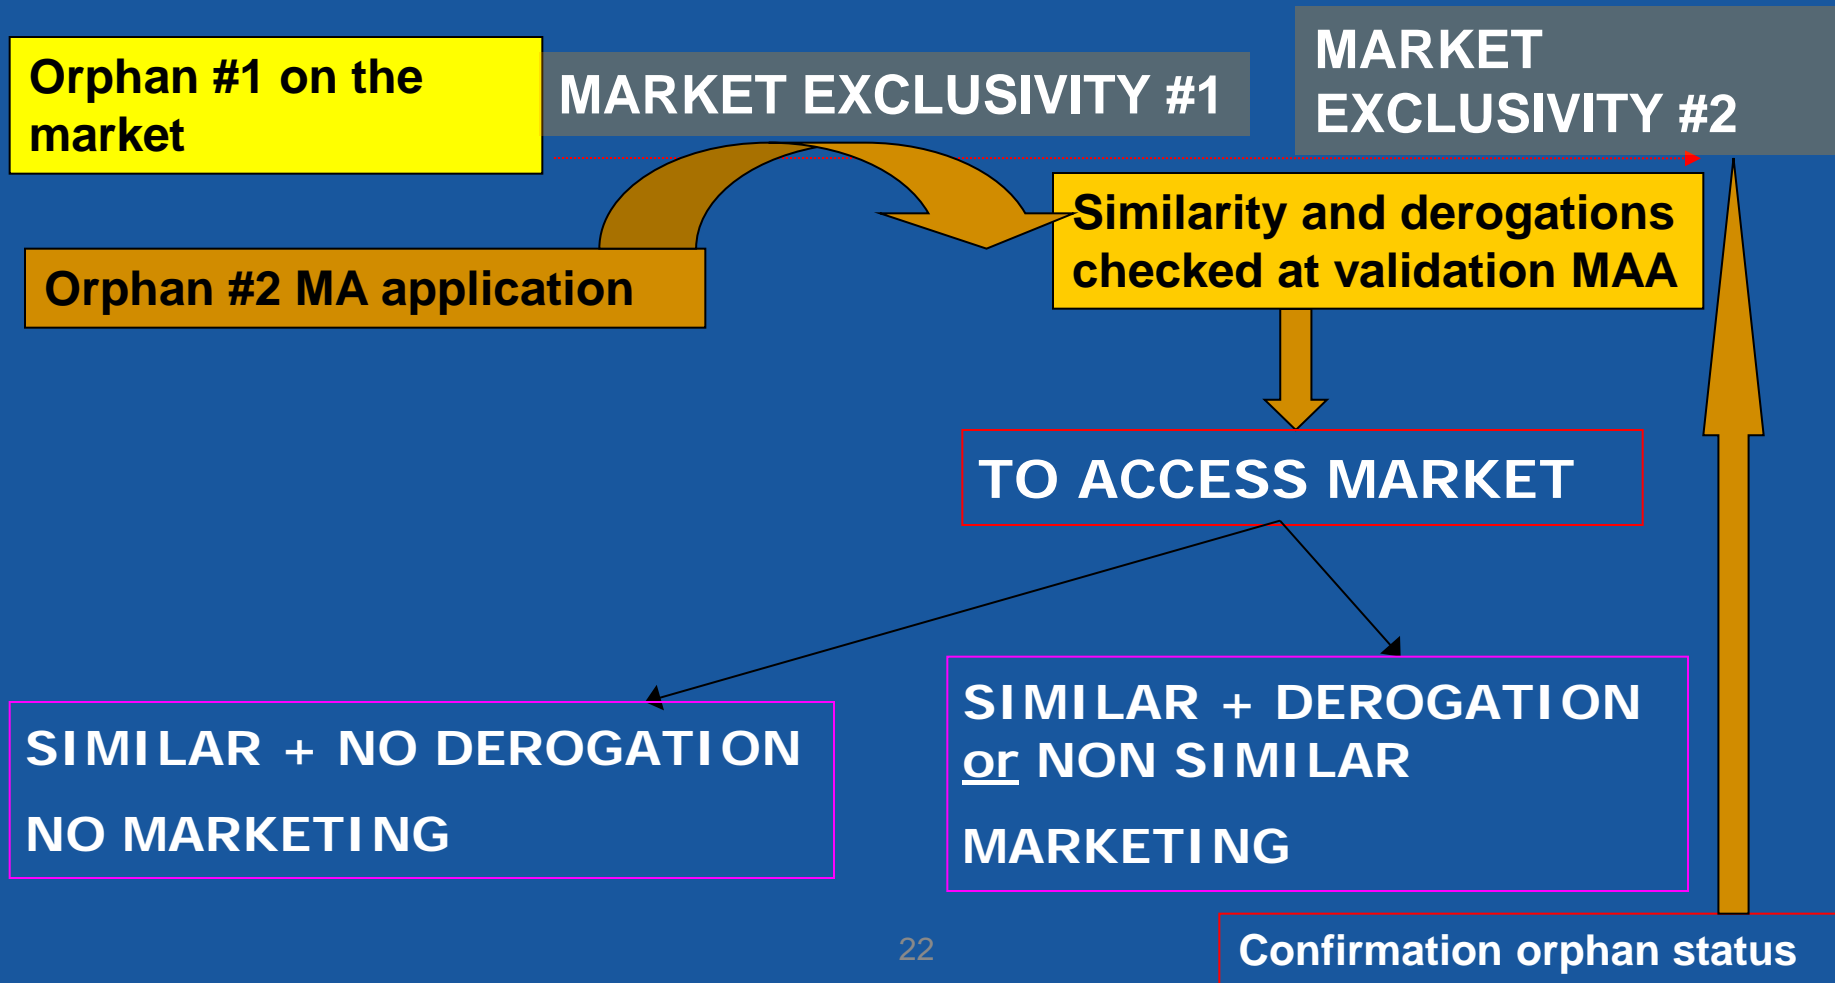 Orphan #1 on the
market
MARKET EXCLUSIVITY #1
MARKET
EXCLUSIVITY #2
Orphan #2 MA application
Similarity and derogations
checked at validation MAA
TO ACCESS MARKET
SIMILAR + NO DEROGATION
NO MARKETING
SIMILAR + DEROGATION
or NON SIMILAR
MARKETING
22
Confirmation orphan status